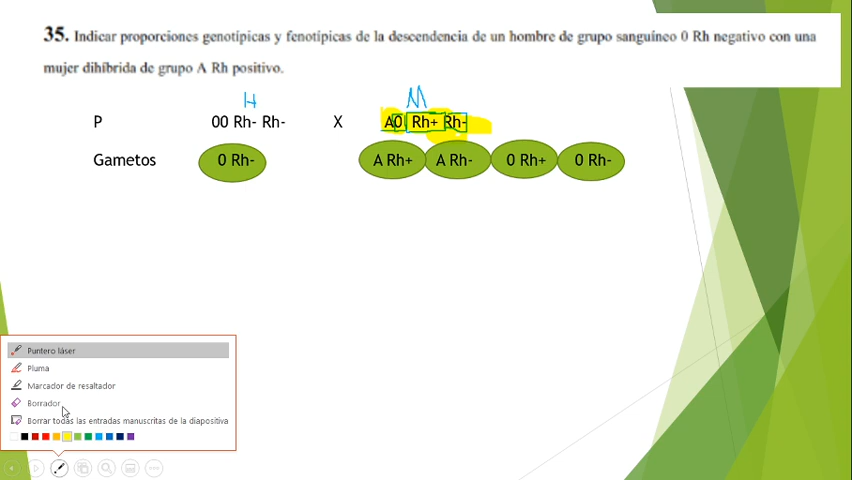 35. Indicar proporciones genotípicas y fenotípicas de la descendencia de un hombre de grupo sanguíneo 0 Rh negativo con una
mujer dihíbrida de grupo A Rh positivo.
H M
P 00 Rh- Rh- X A0 Rh+ Rh-
Gametos 0 Rh- A Rh+ A Rh- 0 Rh+ 0 Rh-
Puntero láser
Pluma
Marcador de resaltador
Borrador
Borrar todas las entradas manuscritas de la diapositiva